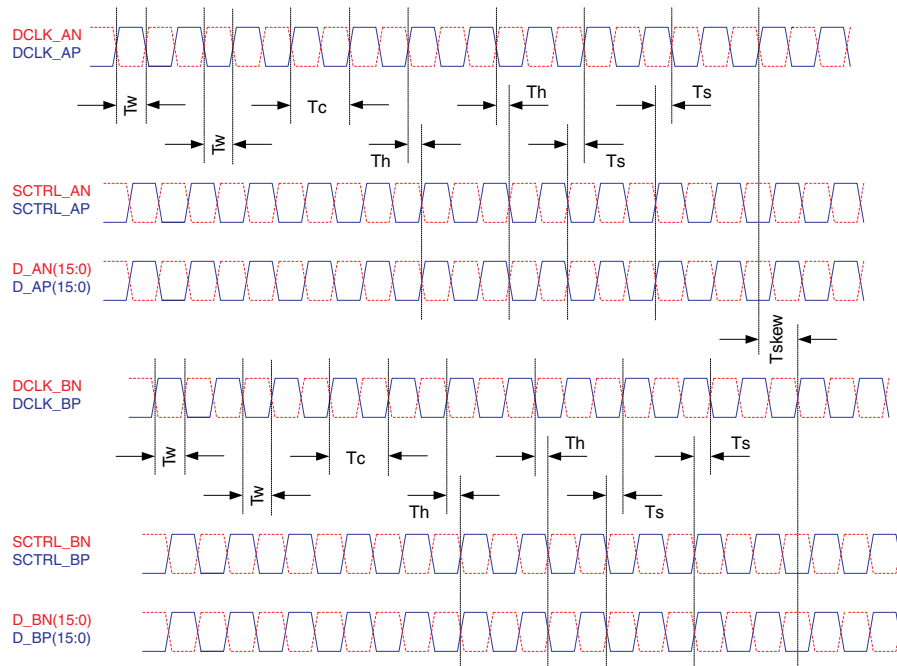 DCLK_AN
DCLK_AP
Tw
Tc
Th
Ts
Tw
Th
Ts
SCTRL_AN
SCTRL_AP
D_AN(15:0)
D_AP(15:0)
Tskew
DCLK_BN
DCLK_BP
Tw
Tc
Th
Ts
Tw
Th
Ts
SCTRL_BN
SCTRL_BP
D_BN(15:0)
D_BP(15:0)